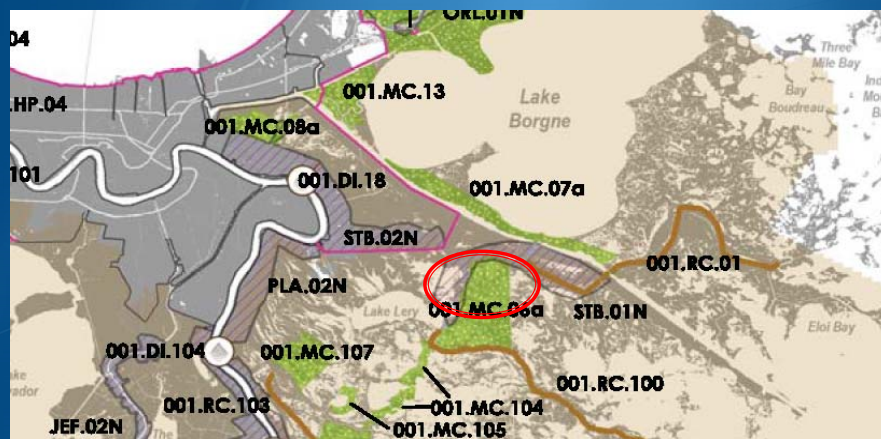 ORL.01N
04
Three
Mile Bay
.HP.04
001.MC.13
Lake
Borgne
Bay
Boudreau
001.MC.08a
101
001.DI.18
001.MC.07a
STB.02N
001.RC.01
PLA.02N
001.MC.06a
STB.01N
Lake Lery
Eloi Bay
001.DI.104
001.MC.107
001.RC.100
001.RC.103
001.MC.104
JEF.02N
The
001.MC.105